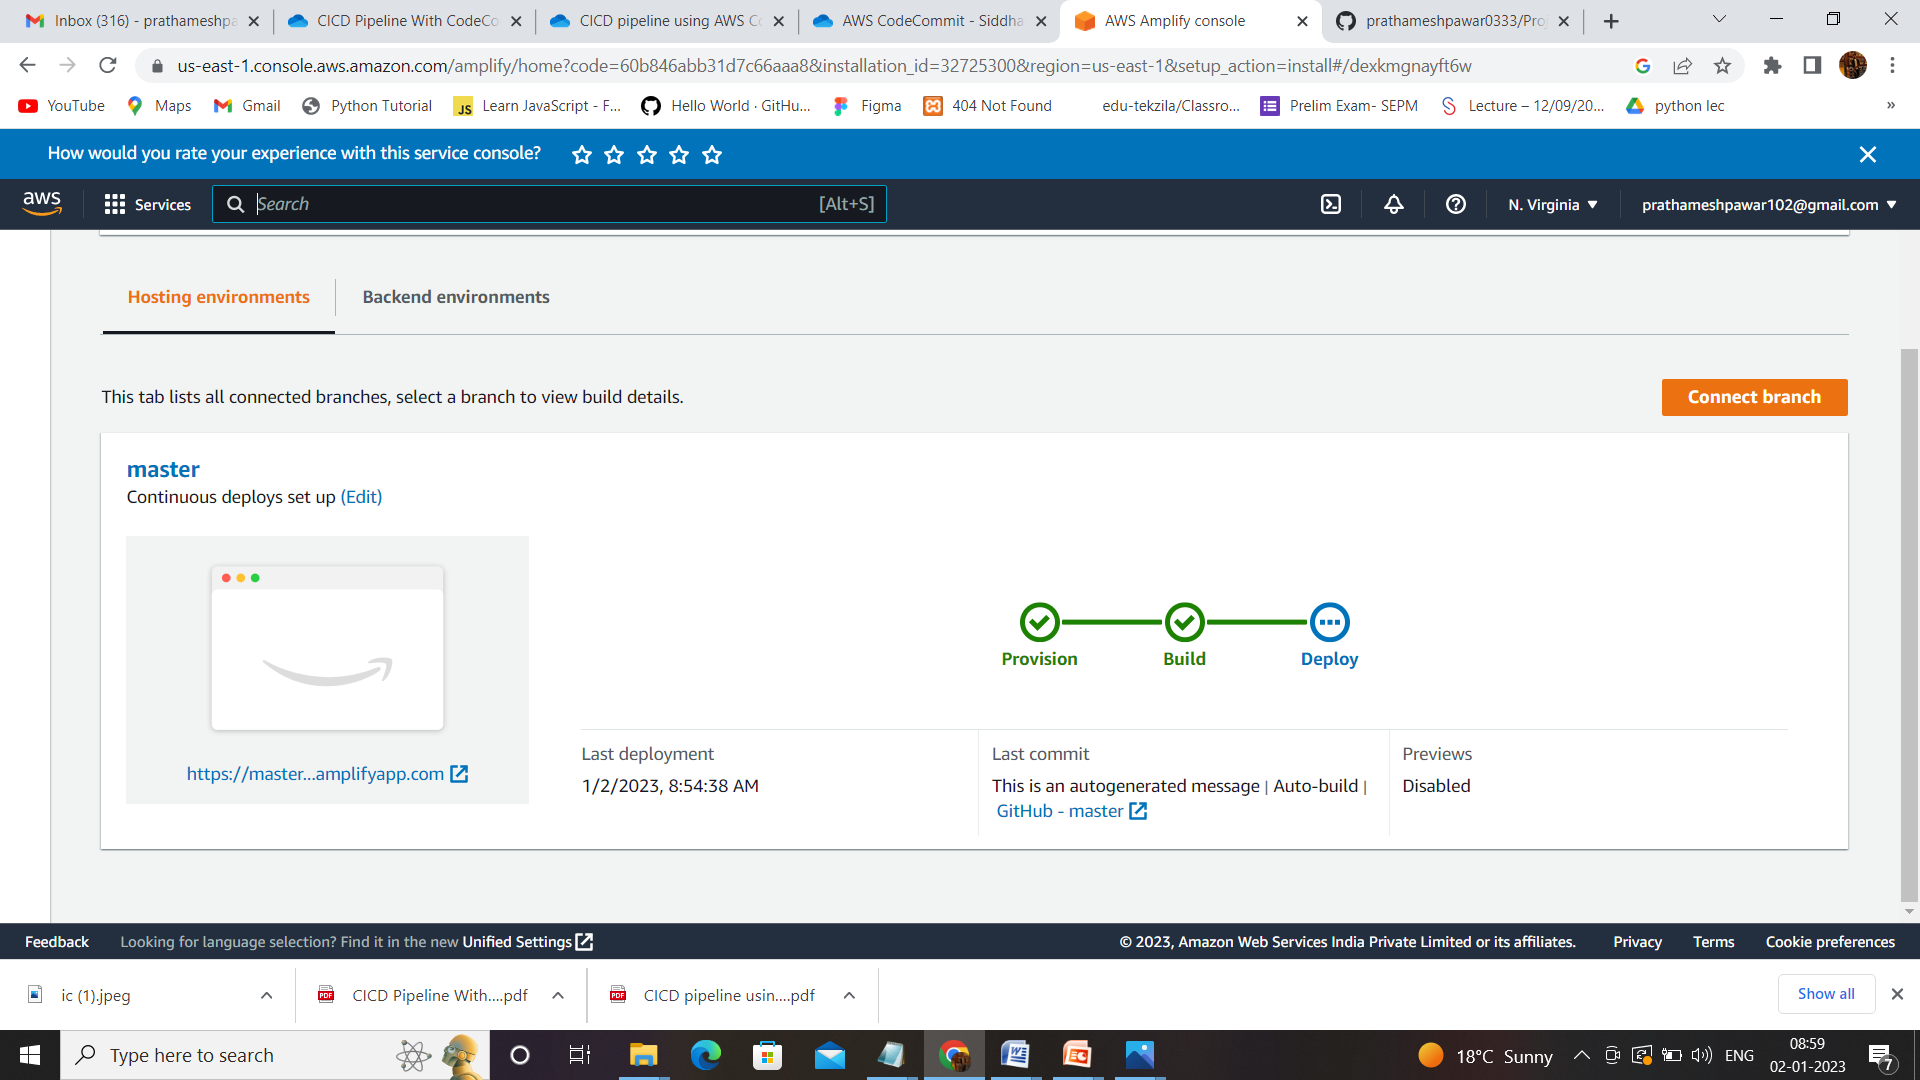 Inbox (316) - prathameshpa
CICD Pipeline With CodeCo
CICD pipeline using AWS Co
AWS CodeCommit - Siddha
AWS Amplify console
prathameshpawar0333/Proj
us-east-1.console.aws.amazon.com/amplify/home?code=60b846abb31d7c66aaa8&installation_id=32725300&region=us-east-1&setup_action=install#/dexkmgnayft6w
YouTube
Maps
Gmail
Python Tutorial
JS
Learn JavaScript - F...
Hello World · GitHu...
Figma
404 Not Found
edu-tekzila/Classro...
Prelim Exam- SEPM
Lecture – 12/09/20...
python lec
»
How would you rate your experience with this service console?
aws
Services
Search
[Alt+S]
N. Virginia
prathameshpawar102@gmail.com
Hosting environments
Backend environments
This tab lists all connected branches, select a branch to view build details.
Connect branch
master
Continuous deploys set up (Edit)
Provision
Build
Deploy
https://master...amplifyapp.com
Last deployment
1/2/2023, 8:54:38 AM
Last commit
This is an autogenerated message | Auto-build |
GitHub - master
Previews
Disabled
Feedback
Looking for language selection? Find it in the new Unified Settings
© 2023, Amazon Web Services India Private Limited or its affiliates.
Privacy
Terms
Cookie preferences
ic (1).jpeg
PDF
CICD Pipeline With....pdf
PDF
CICD pipeline usin....pdf
Show all
Type here to search
18°C Sunny
ENG
08:59
02-01-2023
7